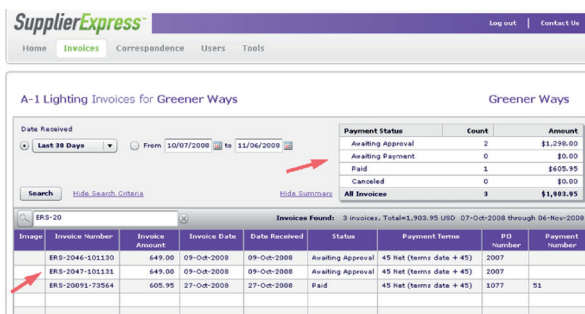 SupplierExpress
Log out | Contact Us
Home Invoices Correspondence Users Tools
A-1 Lighting Invoices for Greener Ways
Greener Ways
Date Received
Last 30 Days From 10/07/2008 to 11/06/2008
Search Hide Search Criteria Hide Summary
Payment Status Count Amount
Awaiting Approval 2 $1,298.00
Awaiting Payment 0 $0.00
Paid 1 $605.95
Canceled 0 $0.00
All Invoices 3 $1,903.95
ERS-20 Invoices Found: 3 invoices, Total=1,903.95 USD 07-Oct-2008 through 06-Nov-2008
Image Invoice Number Invoice Amount Invoice Date Date Received Status Payment Terms PO Number Payment Number
ERS-2046-101130 649.00 09-Oct-2008 09-Oct-2008 Awaiting Approval 45 Net (terms date + 45) 2007
ERS-2047-101131 649.00 09-Oct-2008 09-Oct-2008 Awaiting Approval 45 Net (terms date + 45) 2007
ERS-20091-73564 605.95 27-Oct-2008 27-Oct-2008 Paid 45 Net (terms date + 45) 1077 51